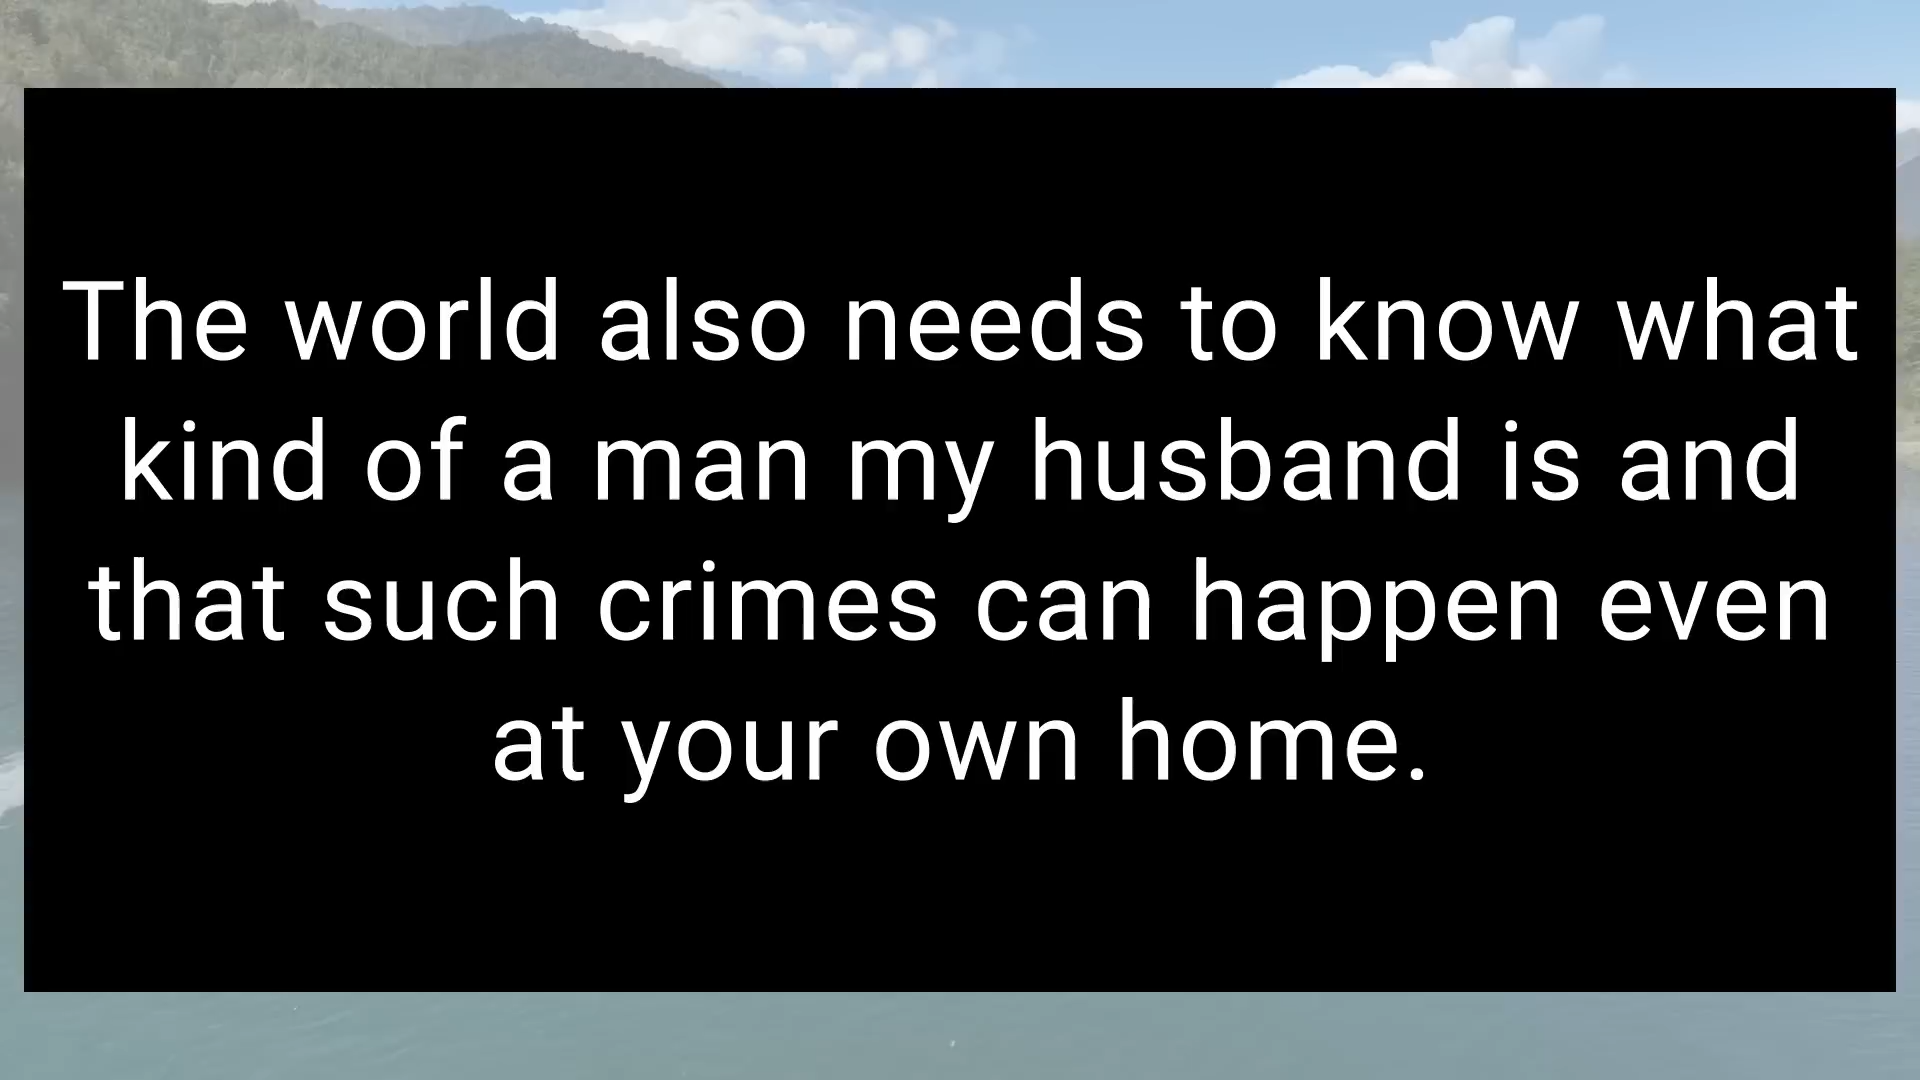 The world also needs to know what
kind of a man my husband is and
that such crimes can happen even
at your own home.